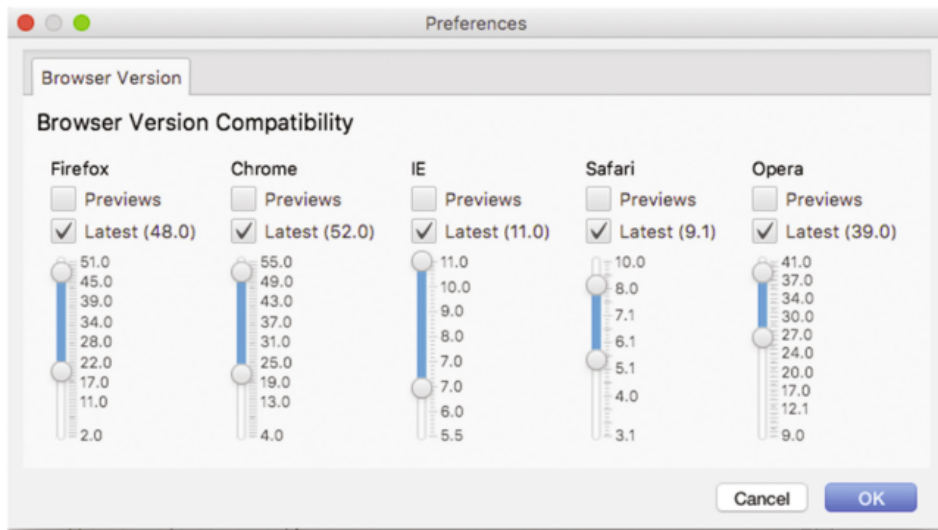 Preferences
Browser Version
Browser Version Compatibility
Firefox
Previews
Latest (48.0)
51.0
45.0
39.0
34.0
28.0
22.0
17.0
11.0
2.0
Chrome
Previews
Latest (52.0)
55.0
49.0
43.0
37.0
31.0
25.0
19.0
13.0
4.0
IE
Previews
Latest (11.0)
11.0
10.0
9.0
8.0
7.0
7.0
6.0
5.5
Safari
Previews
Latest (9.1)
10.0
8.0
7.1
6.1
5.1
4.0
3.1
Opera
Previews
Latest (39.0)
41.0
37.0
34.0
30.0
27.0
24.0
20.0
17.0
12.1
9.0
Cancel
OK